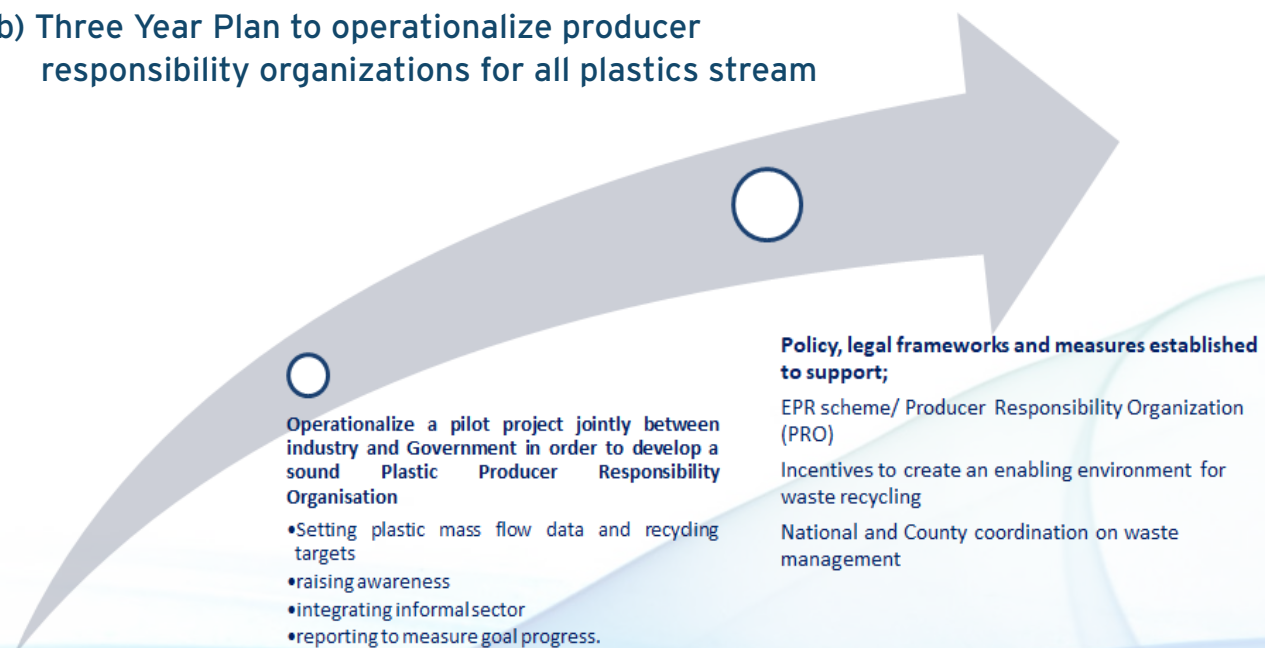 b) Three Year Plan to operationalize producer
responsibility organizations for all plastics stream
Operationalize a pilot project jointly between
industry and Government in order to develop a
sound Plastic Producer Responsibility
Organisation
•Setting plastic mass flow data and recycling
targets
•raising awareness
•integrating informal sector
•reporting to measure goal progress.
Policy, legal frameworks and measures established
to support;
EPR scheme/ Producer Responsibility Organization
(PRO)
Incentives to create an enabling environment for
waste recycling
National and County coordination on waste
management